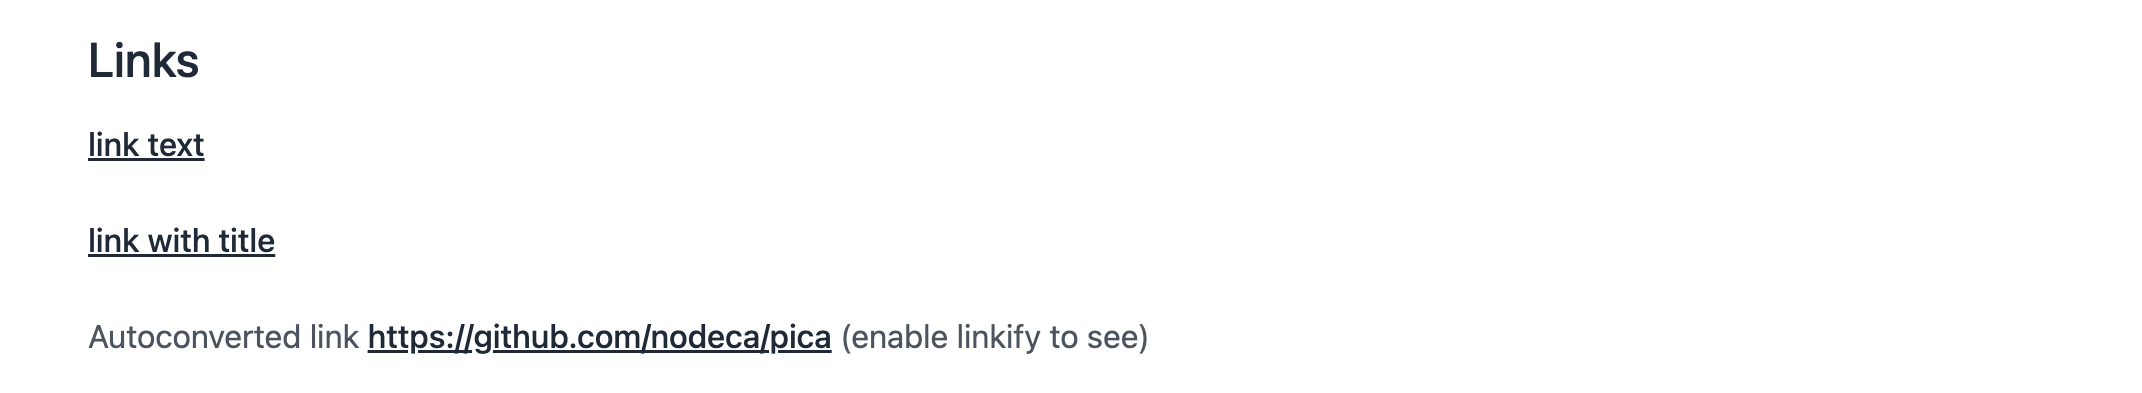 Links
link text
link with title
Autoconverted link https://github.com/nodeca/pica (enable linkify to see)